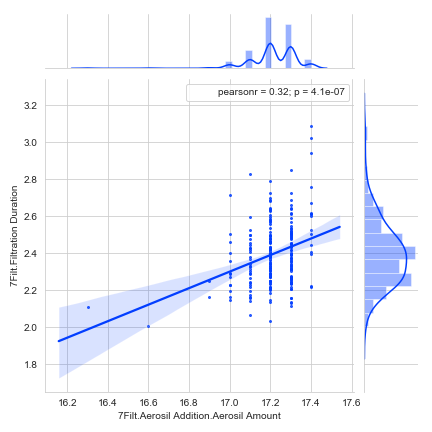 pearsonr = 0.32; p = 4.1e-07
3.2
3.0
2.8
2.6
2.4
2.2
2.0
1.8
7Filt.Filtration Duration
16.2 16.4 16.6 16.8 17.0 17.2 17.4 17.6
7Filt.Aerosil Addition.Aerosil Amount